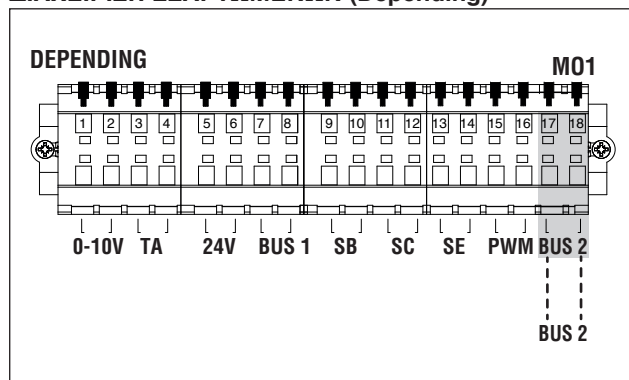 (Depending)
DEPENDING MO1
1 2 3 4 5 6 7 8 9 10 11 12 13 14 15 16 17 18
0-10V TA 24V BUS 1 SB SC SE PWM BUS 2
BUS 2